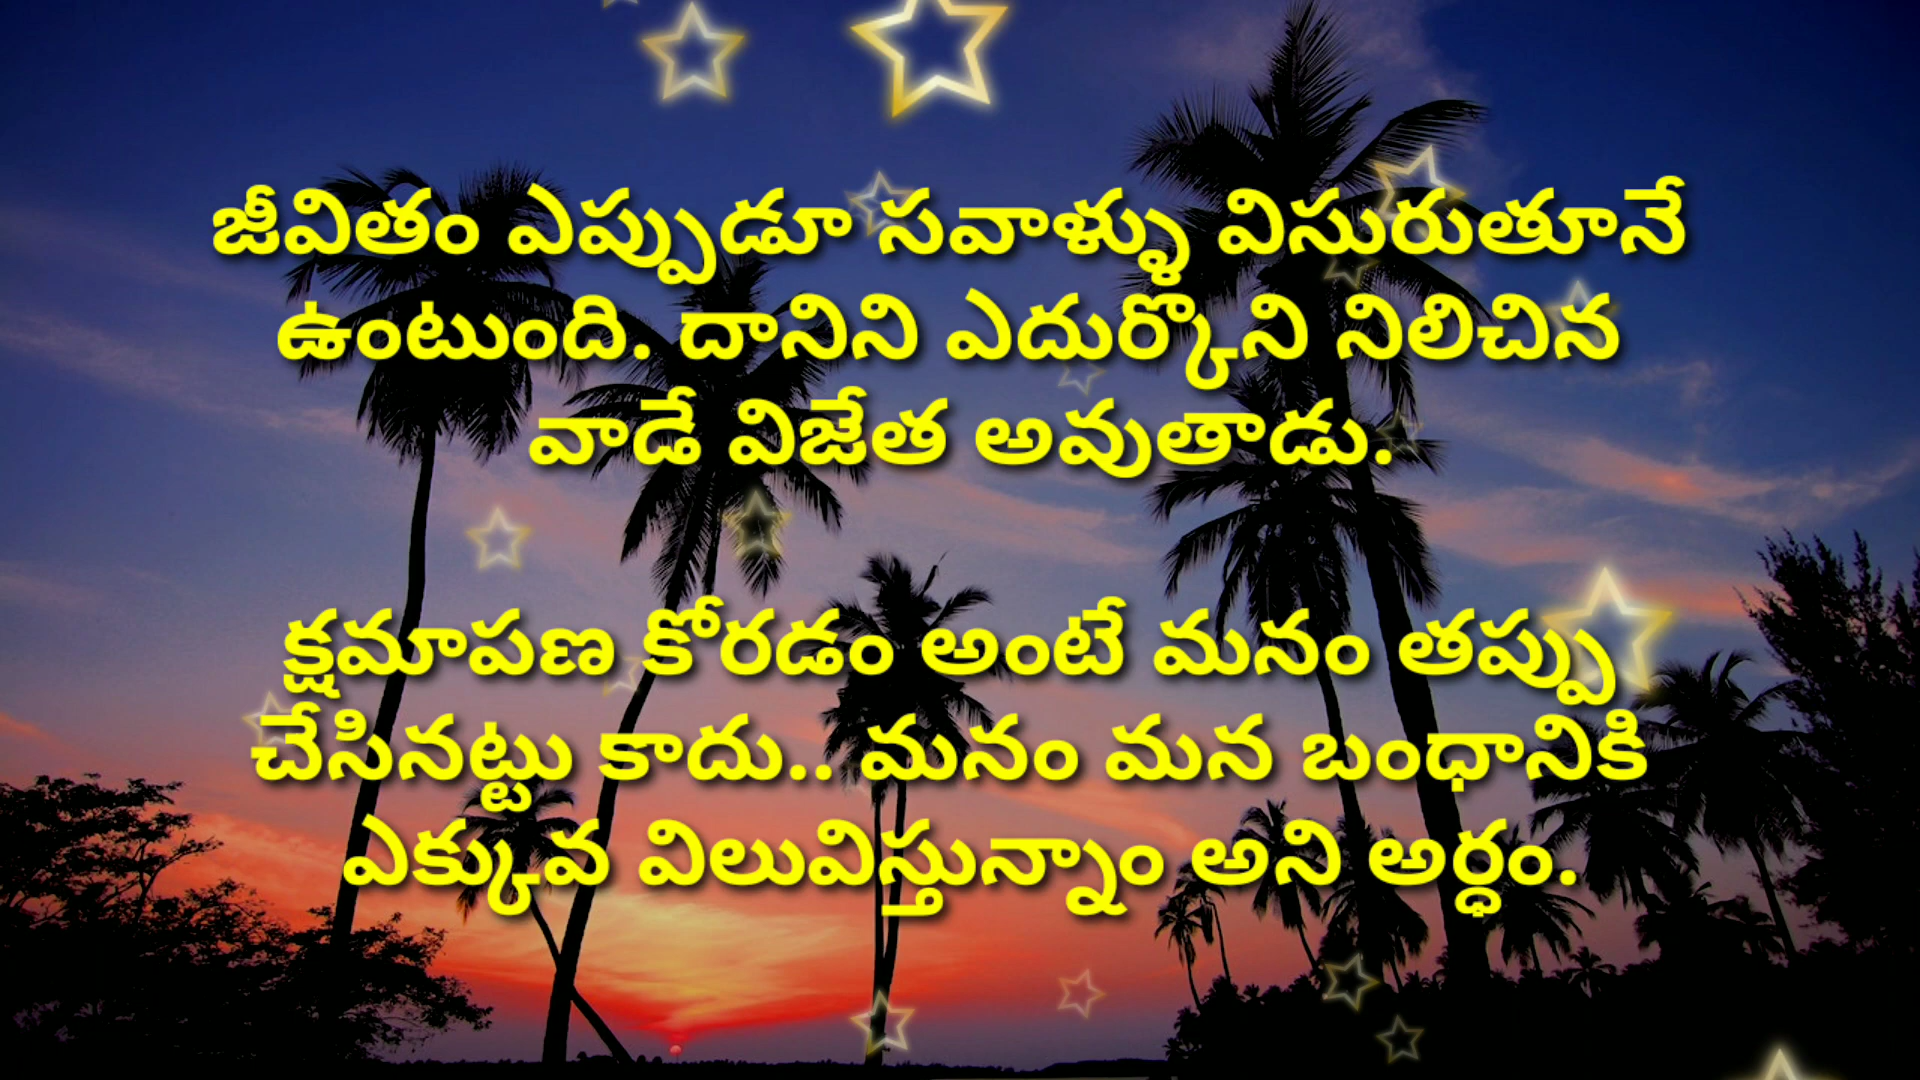 జీవితం ఎప్పుడూ సవాళ్ళు విసురుతూనే
ఉంటుంది. దానిని ఎదుర్కొని నిలిచిన
వాడే విజేత అవుతాడు.
క్షమాపణ కోరడం అంటే మనం తప్పు
చేసినట్టు కాదు.. మనం మన బంధానికి
ఎక్కువ విలువిస్తున్నాం అని అర్ధం.